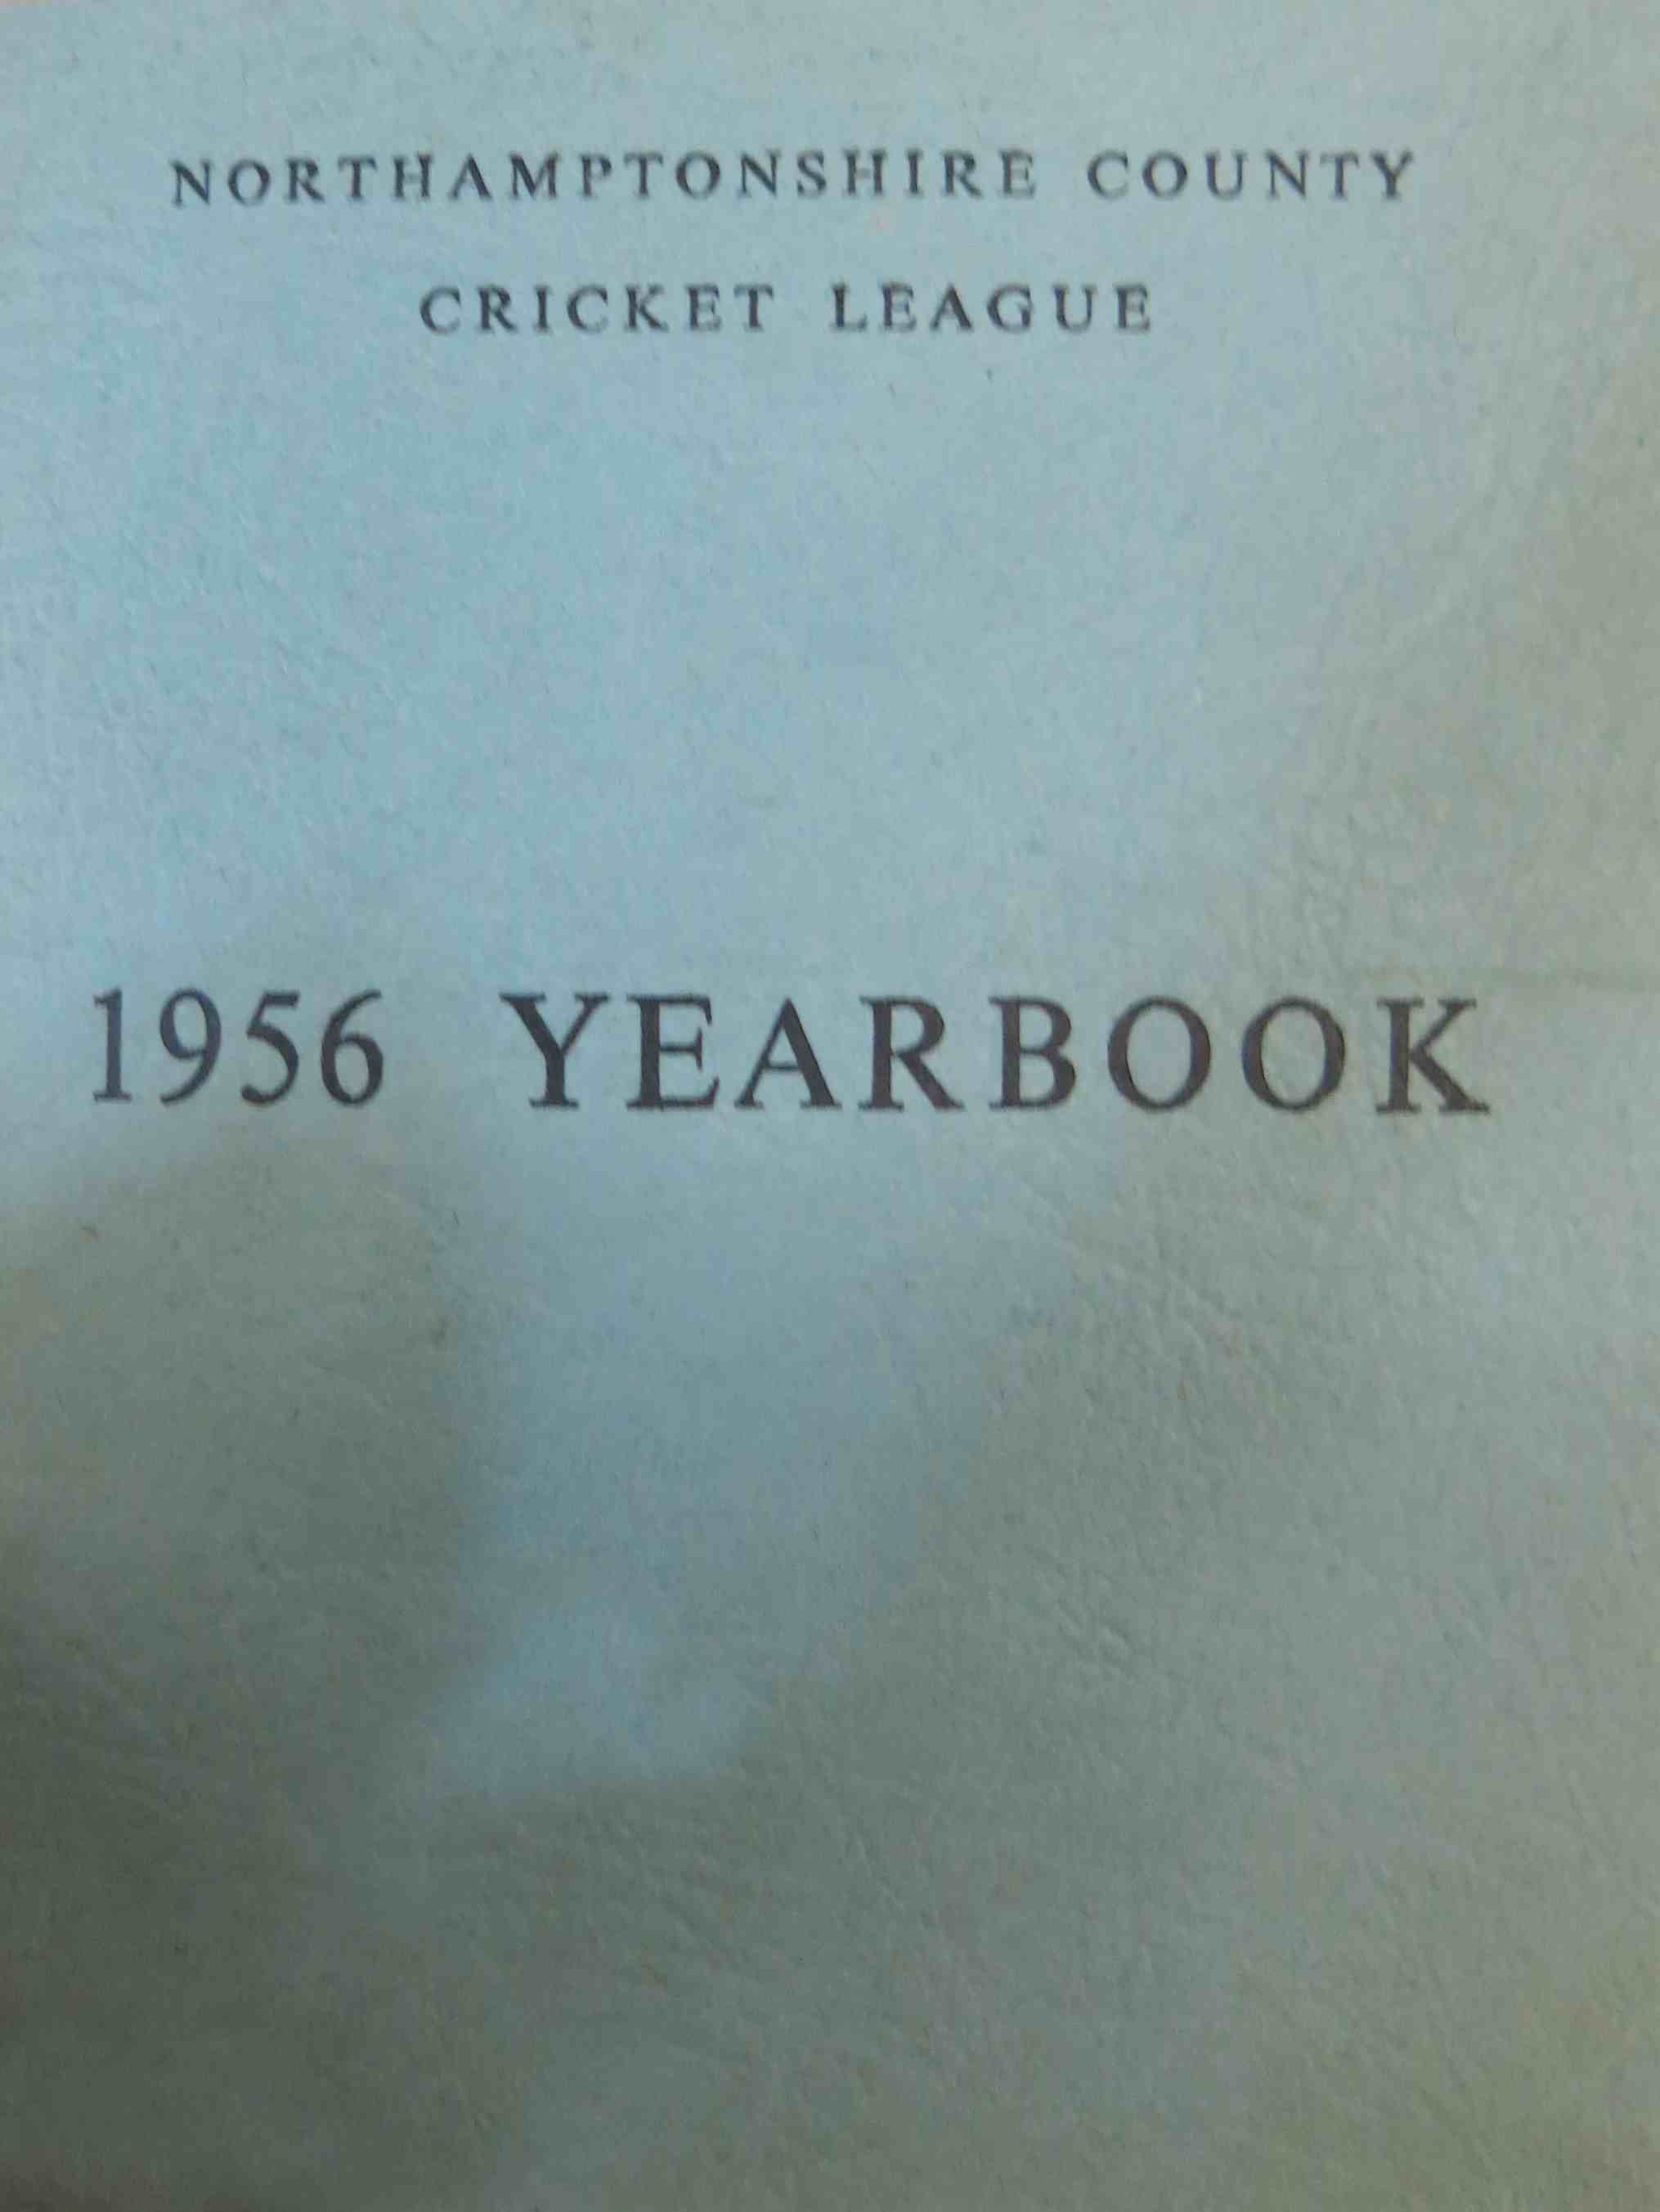 NORTHAMPTONSHIRE COUNTY
CRICKET LEAGUE
1956 YEARBOOK